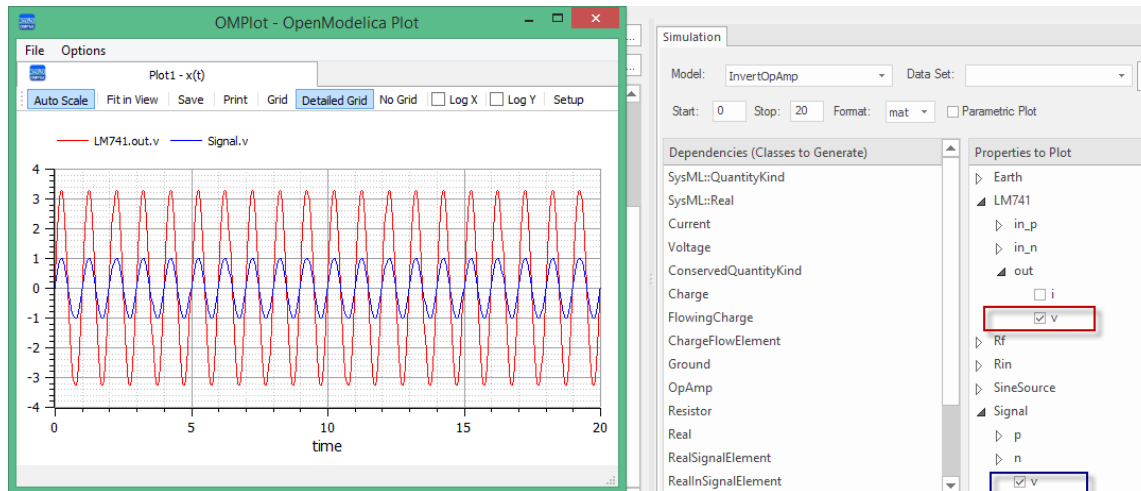 OMPlot - OpenModelica Plot
File Options
Plot1 - x(t)
Auto Scale Fit in View Save Print Grid Detailed Grid No Grid Log X Log Y Setup
LM741.out.v Signal.v
4
3
2
1
0
-1
-2
-3
-4
0 5 10 15 20
time
Simulation
Model: InvertOpAmp Data Set:
Start: 0 Stop: 20 Format: mat Parametric Plot
Dependencies (Classes to Generate)
SysML::QuantityKind
SysML::Real
Current
Voltage
ConservedQuantityKind
Charge
FlowingCharge
ChargeFlowElement
Ground
OpAmp
Resistor
Real
RealSignalElement
RealInSignalElement
Properties to Plot
Earth
LM741
in_p
in_n
out
i
v
Rf
Rin
SineSource
Signal
p
n
v